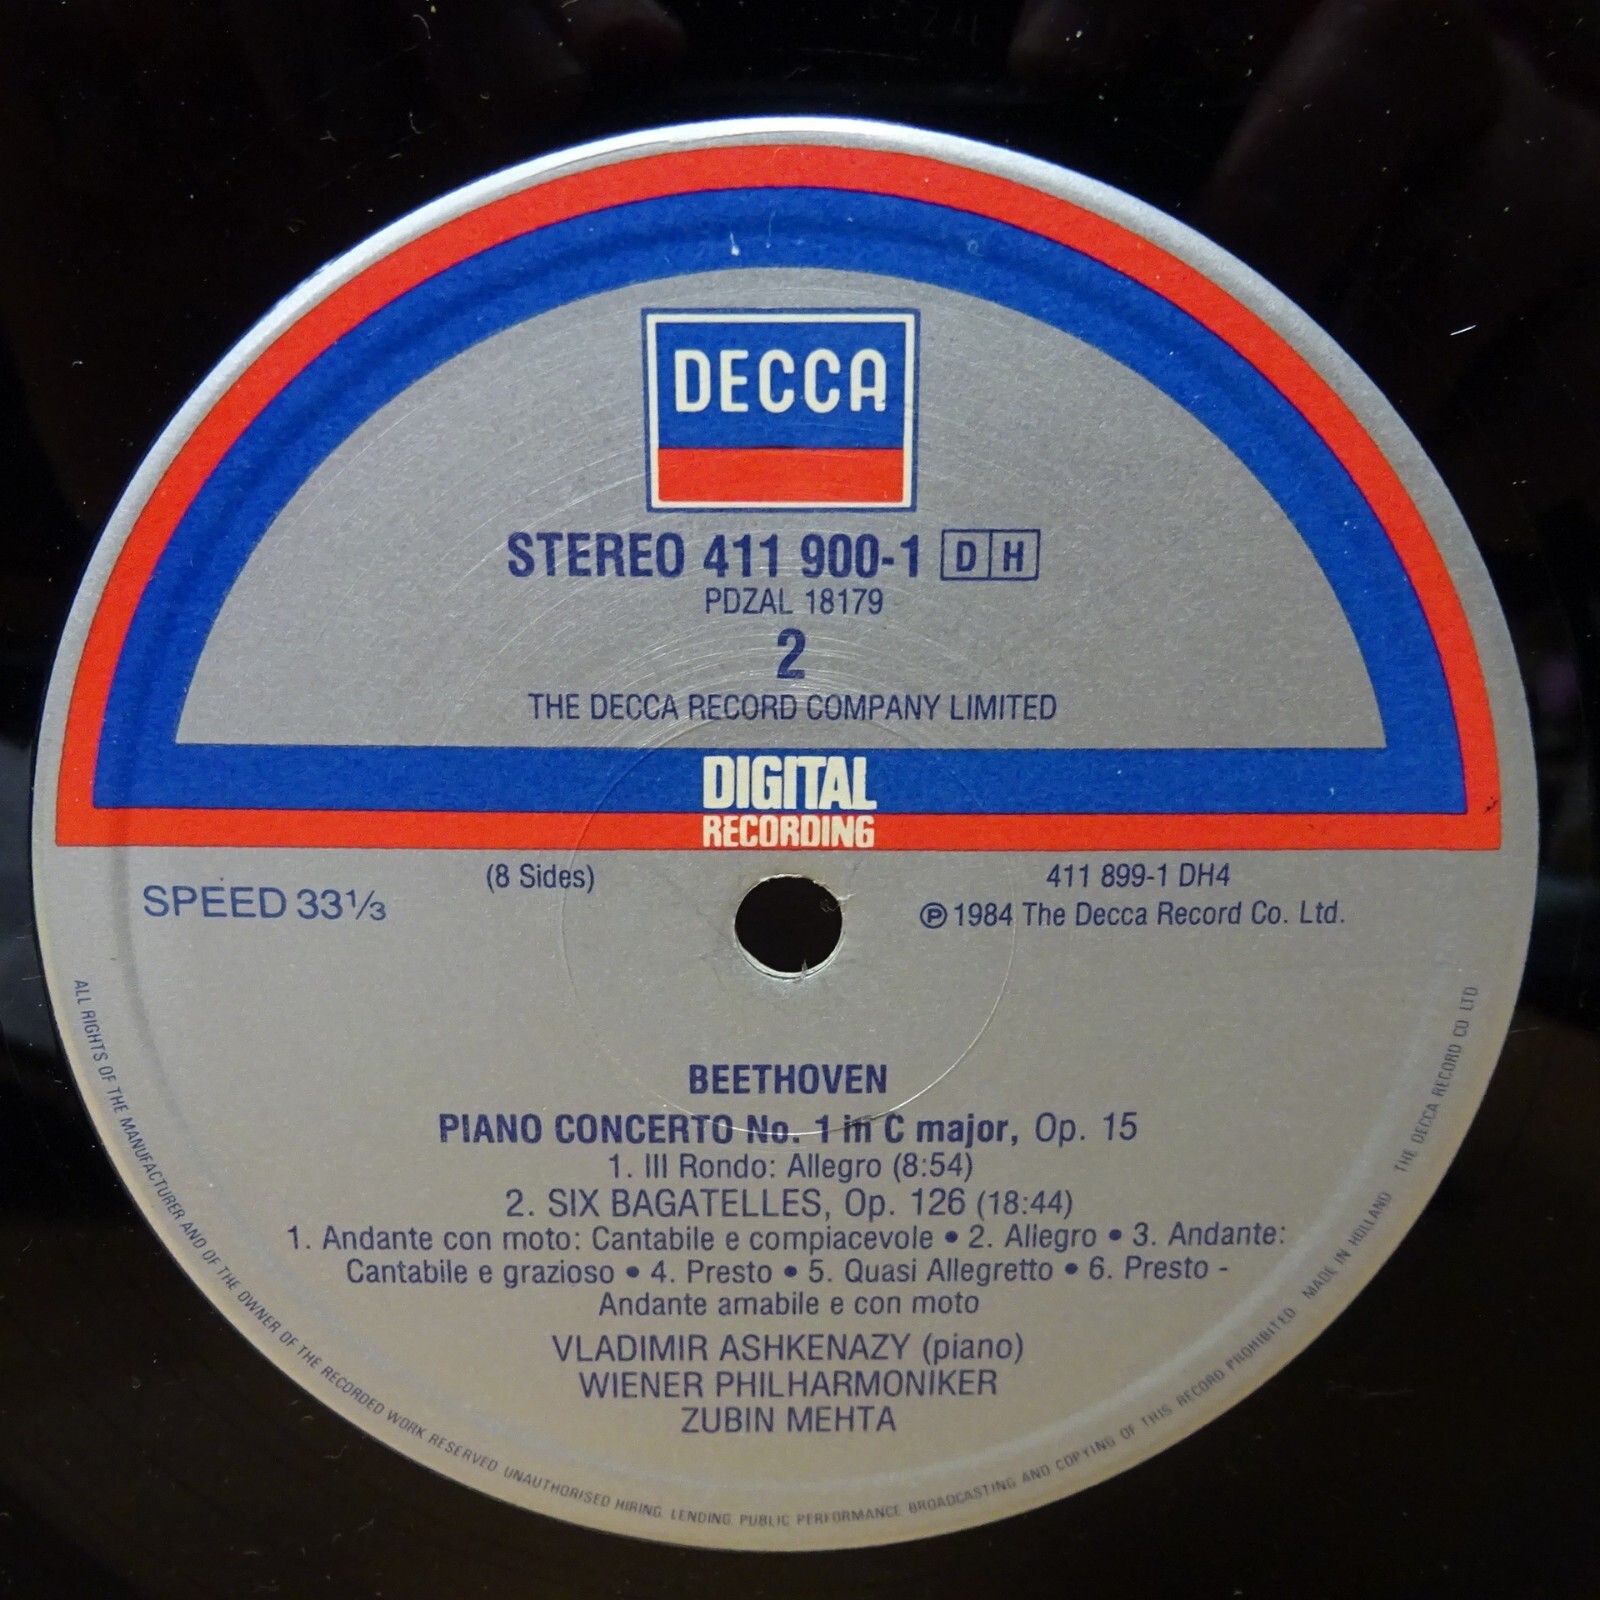 DECCA
STEREO 411 900-1 D H
PDZAL 18179
2
THE DECCA RECORD COMPANY LIMITED
DIGITAL
RECORDING
(8 Sides)
SPEED 33⅓
411 899-1 DH4
℗ 1984 The Decca Record Co. Ltd.
BEETHOVEN
PIANO CONCERTO No. 1 in C major, Op. 15
1. III Rondo: Allegro (8:54)
2. SIX BAGATELLES, Op. 126 (18:44)
1. Andante con moto: Cantabile e compiacevole • 2. Allegro • 3. Andante:
Cantabile e grazioso • 4. Presto • 5. Quasi Allegretto • 6. Presto -
Andante amabile e con moto
VLADIMIR ASHKENAZY (piano)
WIENER PHILHARMONIKER
ZUBIN MEHTA
ALL RIGHTS OF THE MANUFACTURER AND OF THE OWNER OF THE RECORDED WORK RESERVED. UNAUTHORISED HIRING. LENDING. PUBLIC PERFORMANCE BROADCASTING AND COPYING OF THIS RECORD PROHIBITED. MADE IN HOLLAND THE DECCA RECORD CO LTD